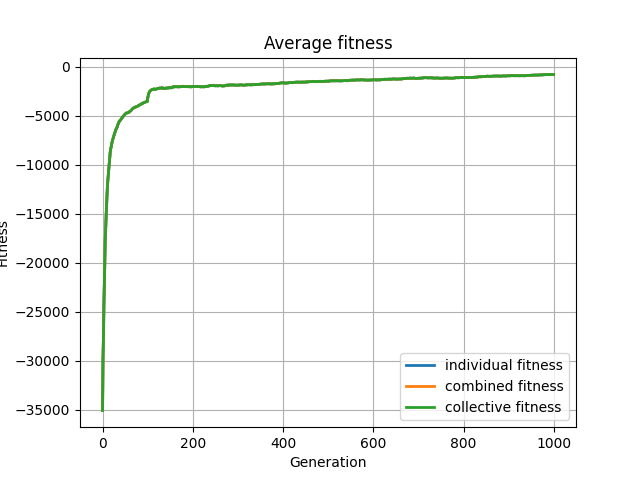 Average fitness
0
−5000
−10000
−15000
−20000
−25000
−30000
−35000
Fitness
0 200 400 600 800 1000
Generation
individual fitness
combined fitness
collective fitness